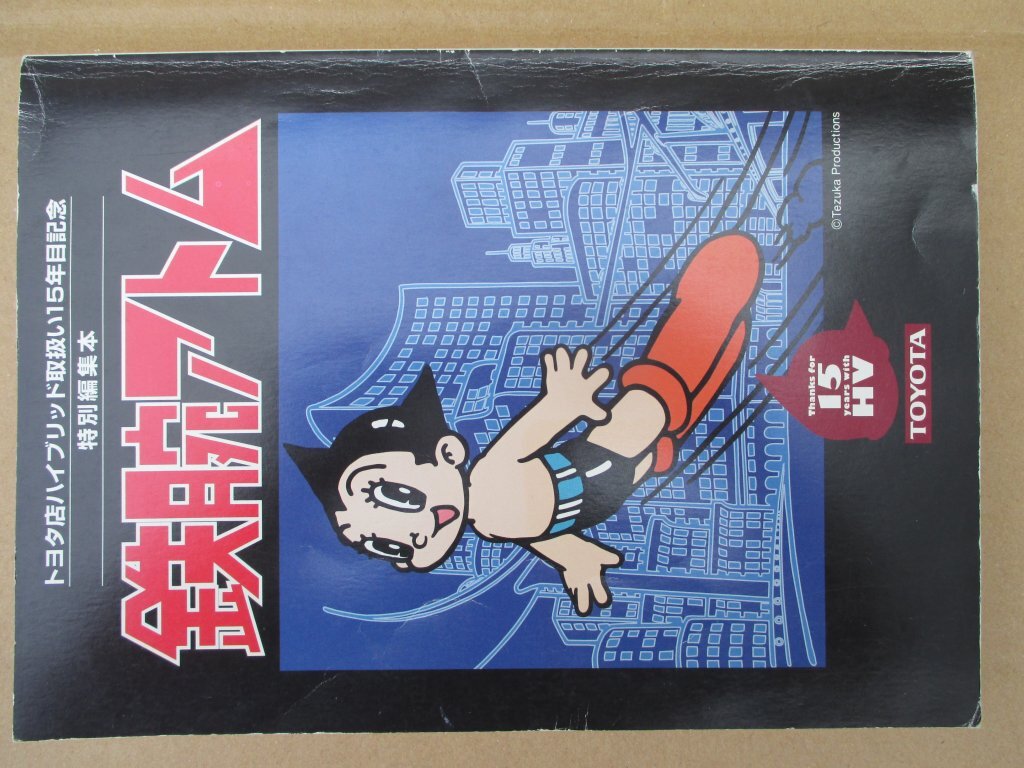 トヨタ店ハイブリッド取扱い15年目記念
特別編集本
鉄腕アトム
©Tezuka Productions
Thanks for
15
years with
HV
TOYOTA